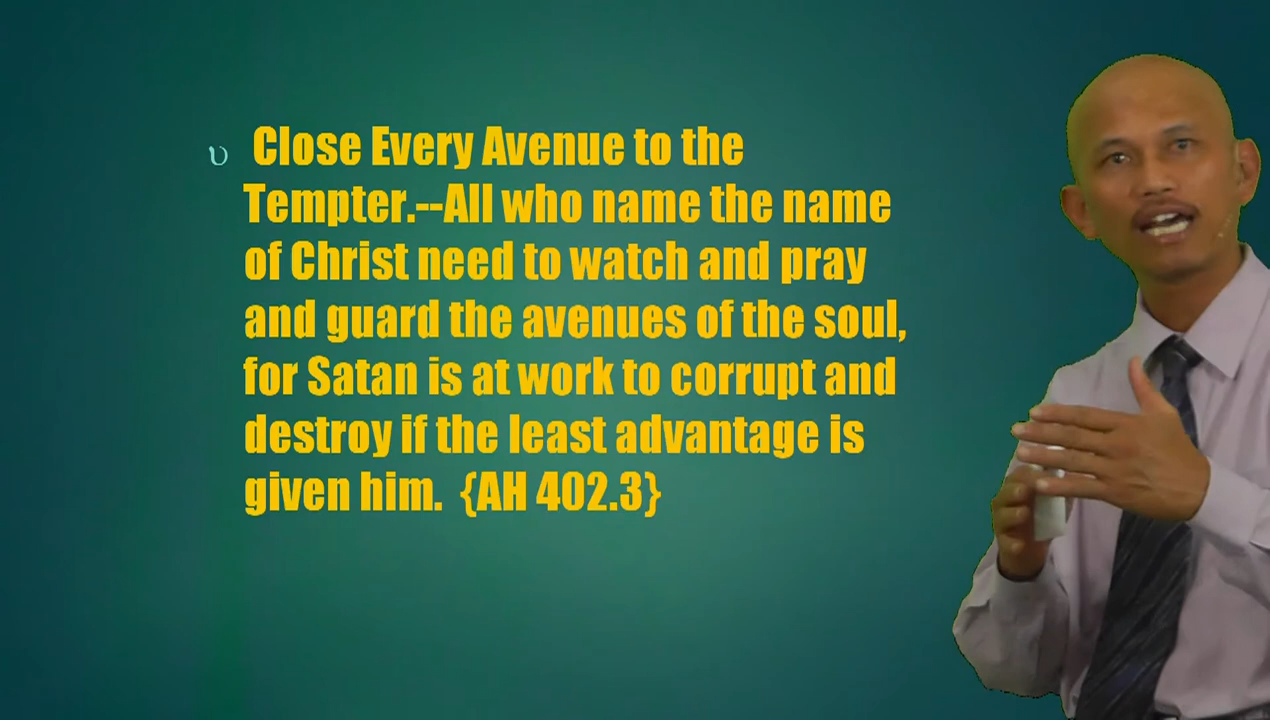 υ Close Every Avenue to the
Tempter.--All who name the name
of Christ need to watch and pray
and guard the avenues of the soul,
for Satan is at work to corrupt and
destroy if the least advantage is
given him. {AH 402.3}